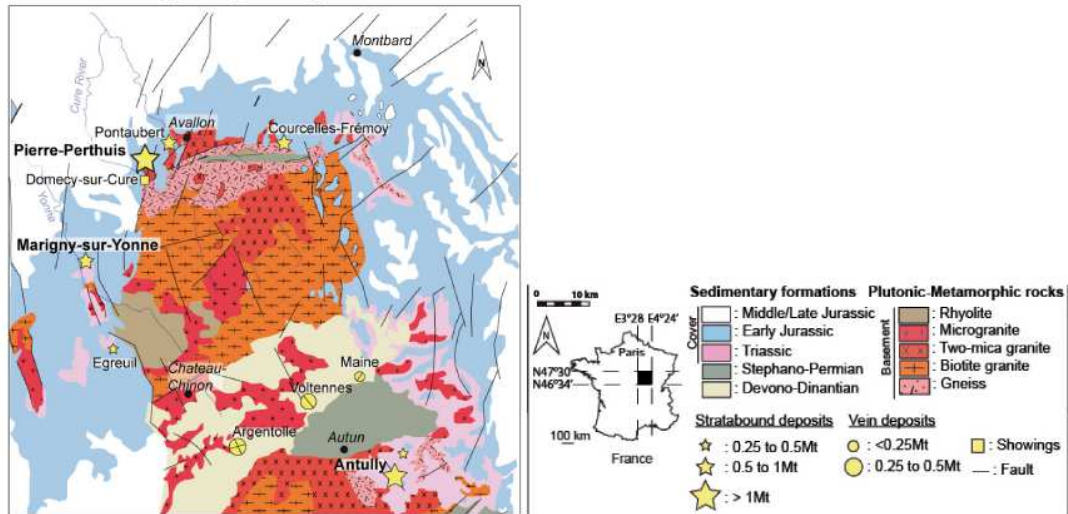 Montbard
Cure River
Avallon
Pontaubert
Courcelles-Frémoy
Pierre-Perthuis
Domecy-sur-Cure
Yonne
Marigny-sur-Yonne
Egreuil
Chateau-
Chinon
Maine
Voltennes
Argentolle
Autun
Antully
N
0 10 km
N
E3°28 E4°24'
Paris
N47°30'
N46°34'
100 km
France
Sedimentary formations
Cover
: Middle/Late Jurassic
: Early Jurassic
: Triassic
: Stephano-Permian
: Devono-Dinantian
Plutonic-Metamorphic rocks
Basement
: Rhyolite
: Microgranite
: Two-mica granite
: Biotite granite
: Gneiss
Stratabound deposits
: 0.25 to 0.5Mt
: 0.5 to 1Mt
: > 1Mt
Vein deposits
: <0.25Mt
: 0.25 to 0.5Mt
: Showings
: Fault